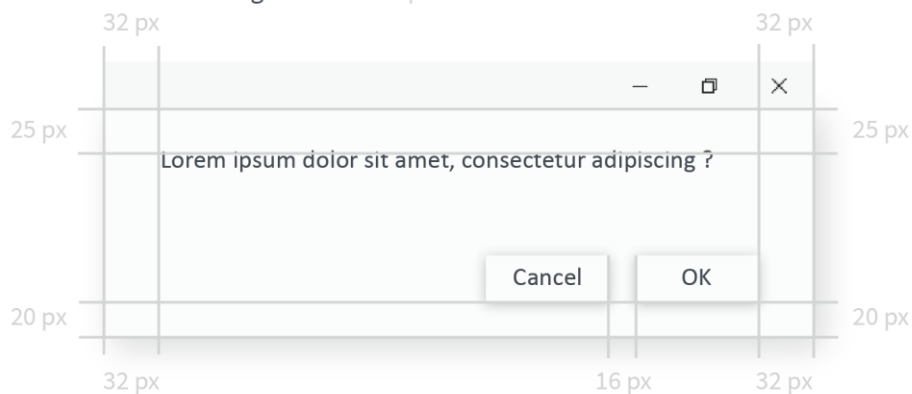 32 px 32 px
25 px 25 px
Lorem ipsum dolor sit amet, consectetur adipiscing ?
Cancel OK
20 px 20 px
32 px 16 px 32 px